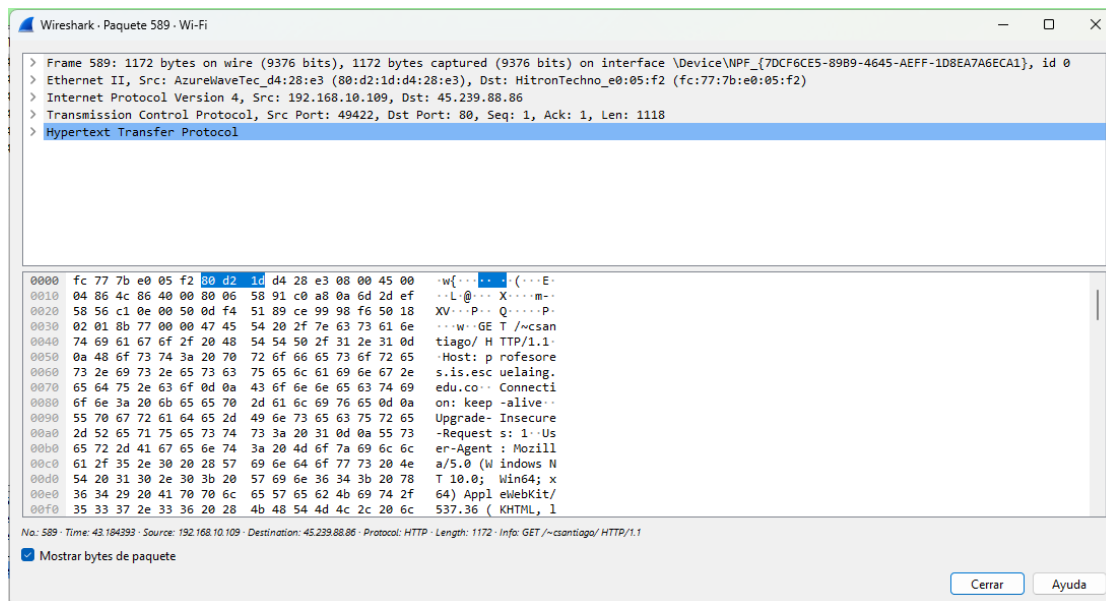 Wireshark · Paquete 589 · Wi-Fi
> Frame 589: 1172 bytes on wire (9376 bits), 1172 bytes captured (9376 bits) on interface \Device\NPF_{7DCF6CE5-89B9-4645-AEFF-1D8EA7A6ECA1}, id 0
> Ethernet II, Src: AzureWaveTec_d4:28:e3 (80:d2:1d:d4:28:e3), Dst: HitronTechno_e0:05:f2 (fc:77:7b:e0:05:f2)
> Internet Protocol Version 4, Src: 192.168.10.109, Dst: 45.239.88.86
> Transmission Control Protocol, Src Port: 49422, Dst Port: 80, Seq: 1, Ack: 1, Len: 1118
> Hypertext Transfer Protocol
0000 fc 77 7b e0 05 f2 80 d2 1d d4 28 e3 08 00 45 00 ·w{····· ··(···E·
0010 04 86 4c 86 40 00 80 06 58 91 c0 a8 0a 6d 2d ef ··L·@··· X····m-·
0020 58 56 c1 0e 00 50 0d f4 51 89 ce 99 98 f6 50 18 XV···P·· Q·····P·
0030 02 01 8b 77 00 00 47 45 54 20 2f 7e 63 73 61 6e ···w··GE T /~csan
0040 74 69 61 67 6f 2f 20 48 54 54 50 2f 31 2e 31 0d tiago/ H TTP/1.1·
0050 0a 48 6f 73 74 3a 20 70 72 6f 66 65 73 6f 72 65 ·Host: p rofesore
0060 73 2e 69 73 2e 65 73 63 75 65 6c 61 69 6e 67 2e s.is.esc uelaing.
0070 65 64 75 2e 63 6f 0d 0a 43 6f 6e 6e 65 63 74 69 edu.co·· Connecti
0080 6f 6e 3a 20 6b 65 65 70 2d 61 6c 69 76 65 0d 0a on: keep -alive··
0090 55 70 67 72 61 64 65 2d 49 6e 73 65 63 75 72 65 Upgrade- Insecure
00a0 2d 52 65 71 75 65 73 74 73 3a 20 31 0d 0a 55 73 -Request s: 1··Us
00b0 65 72 2d 41 67 65 6e 74 3a 20 4d 6f 7a 69 6c 6c er-Agent : Mozill
00c0 61 2f 35 2e 30 20 28 57 69 6e 64 6f 77 73 20 4e a/5.0 (W indows N
00d0 54 20 31 30 2e 30 3b 20 57 69 6e 36 34 3b 20 78 T 10.0;  Win64; x
00e0 36 34 29 20 41 70 70 6c 65 57 65 62 4b 69 74 2f 64) Appl eWebKit/
00f0 35 33 37 2e 33 36 20 28 4b 48 54 4d 4c 2c 20 6c 537.36 ( KHTML, l
No.: 589 · Time: 43.184393 · Source: 192.168.10.109 · Destination: 45.239.88.86 · Protocol: HTTP · Length: 1172 · Info: GET /~csantiago/ HTTP/1.1
Mostrar bytes de paquete
Cerrar Ayuda